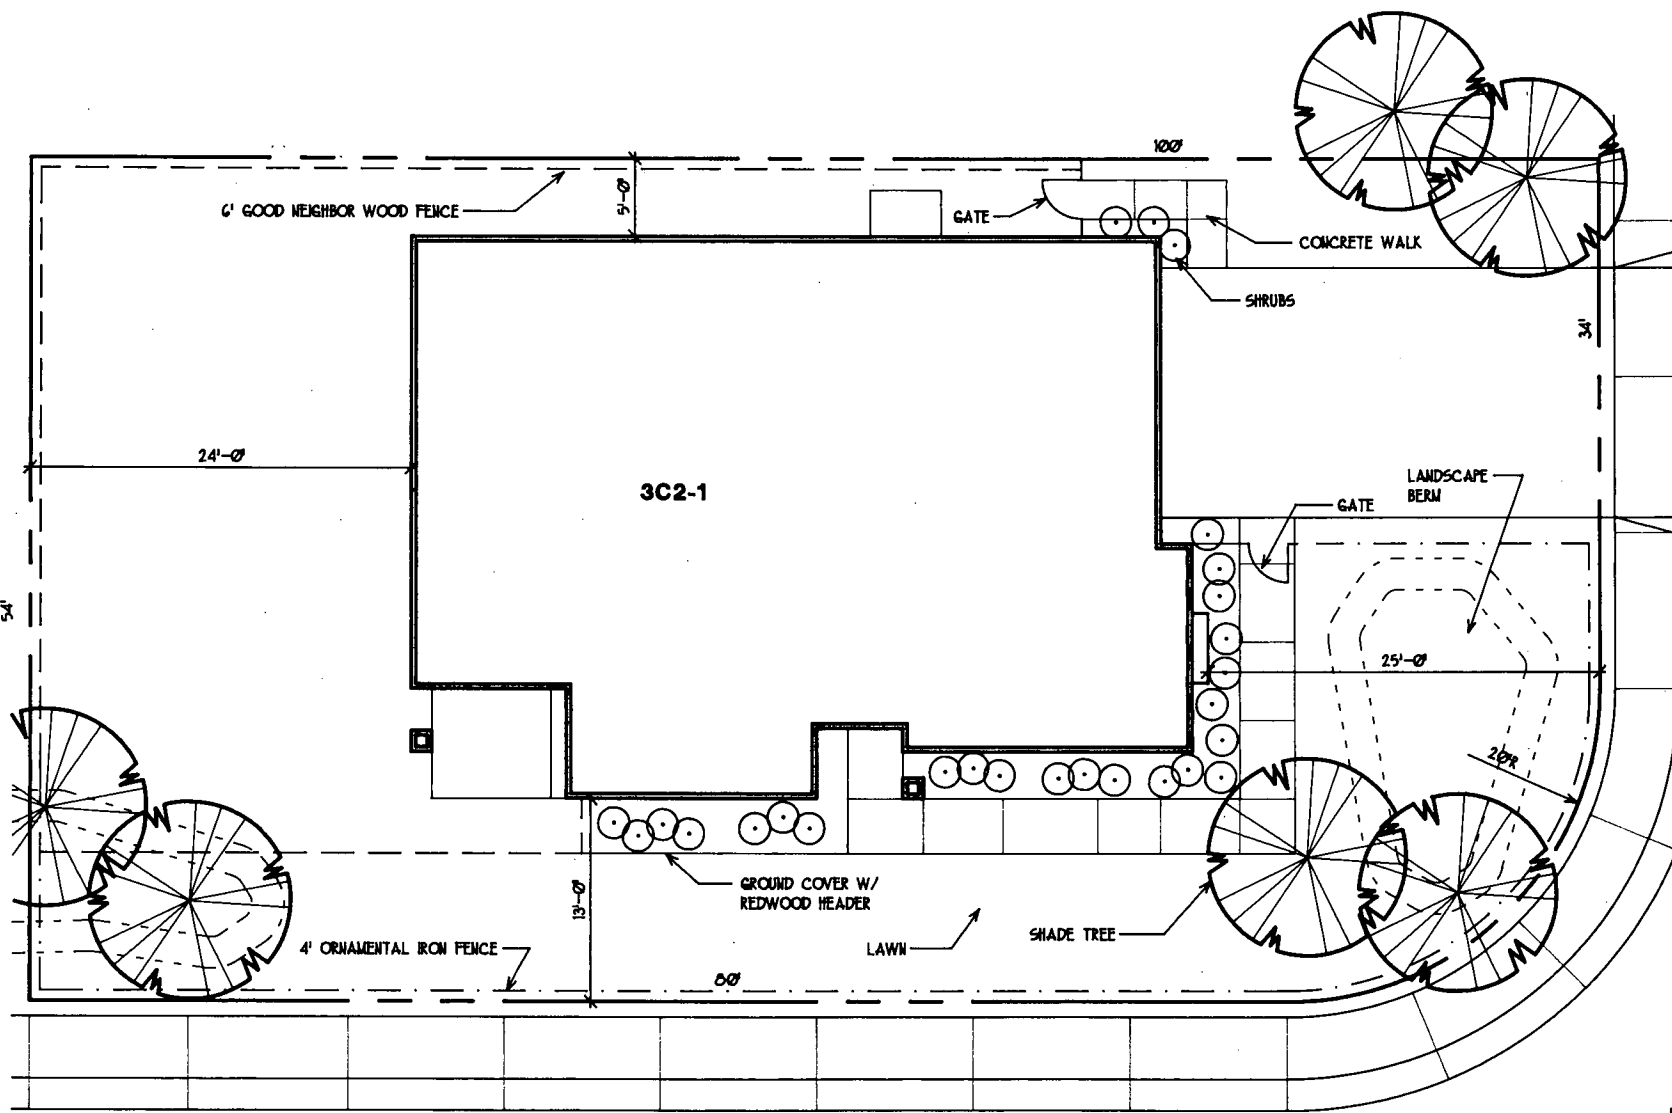 100'
6' GOOD NEIGHBOR WOOD FENCE
5'-0"
GATE
CONCRETE WALK
SHRUBS
34'
24'-0"
3C2-1
LANDSCAPE
BERM
GATE
54'
25'-0"
20'R
GROUND COVER W/
REDWOOD HEADER
13'-0"
4' ORNAMENTAL IRON FENCE
LAWN
SHADE TREE
80'